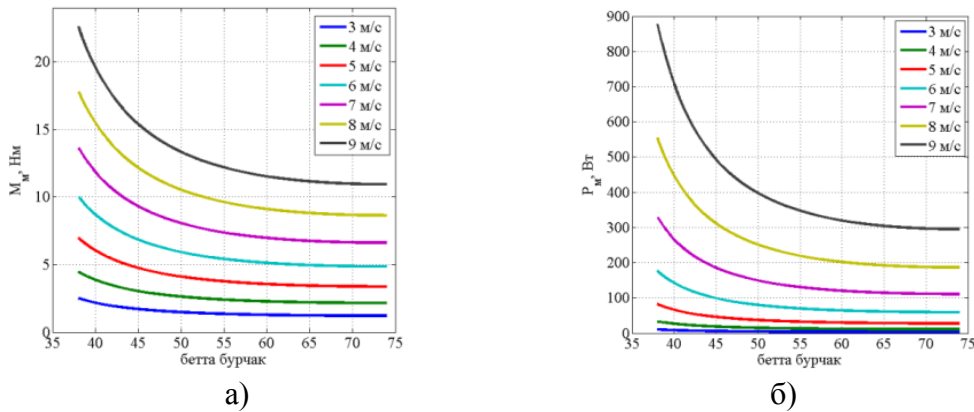 M_м, Нм
20
15
10
5
0
35 40 45 50 55 60 65 70 75
бетта бурчак
3 м/с
4 м/с
5 м/с
6 м/с
7 м/с
8 м/с
9 м/с
а)
P_м, Вт
900
800
700
600
500
400
300
200
100
0
35 40 45 50 55 60 65 70 75
бетта бурчак
3 м/с
4 м/с
5 м/с
6 м/с
7 м/с
8 м/с
9 м/с
б)